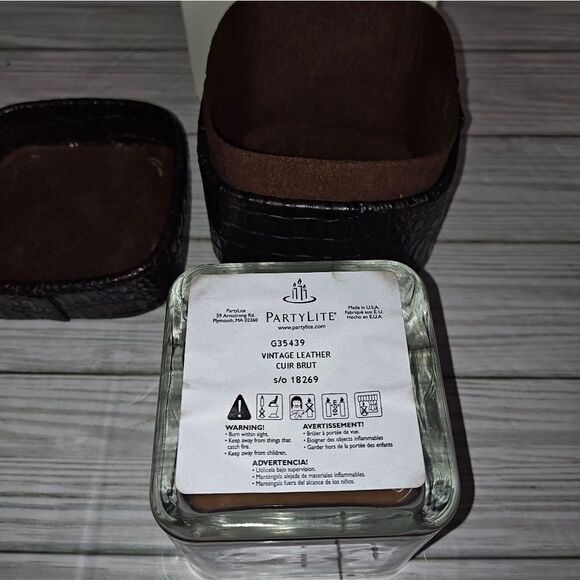 PartyLite
59 Armstrong Rd.
Plymouth, MA 02360
PARTYLITE®
www.partylite.com
Made in U.S.A.
Fabriqué aux É.U.
Hecho en E.U.A.
G35439
VINTAGE LEATHER
CUIR BRUT
s/o 18269
WARNING!
• Burn within sight.
• Keep away from things that
catch fire.
• Keep away from children.
AVERTISSEMENT!
• Brûler à portée de vue.
• Éloigner des objets inflammables
• Garder hors de la portée des enfants
ADVERTENCIA!
• Utilícela bajo supervisión.
• Manténgala alejada de materiales inflamables.
• Manténgala fuera del alcance de los niños.